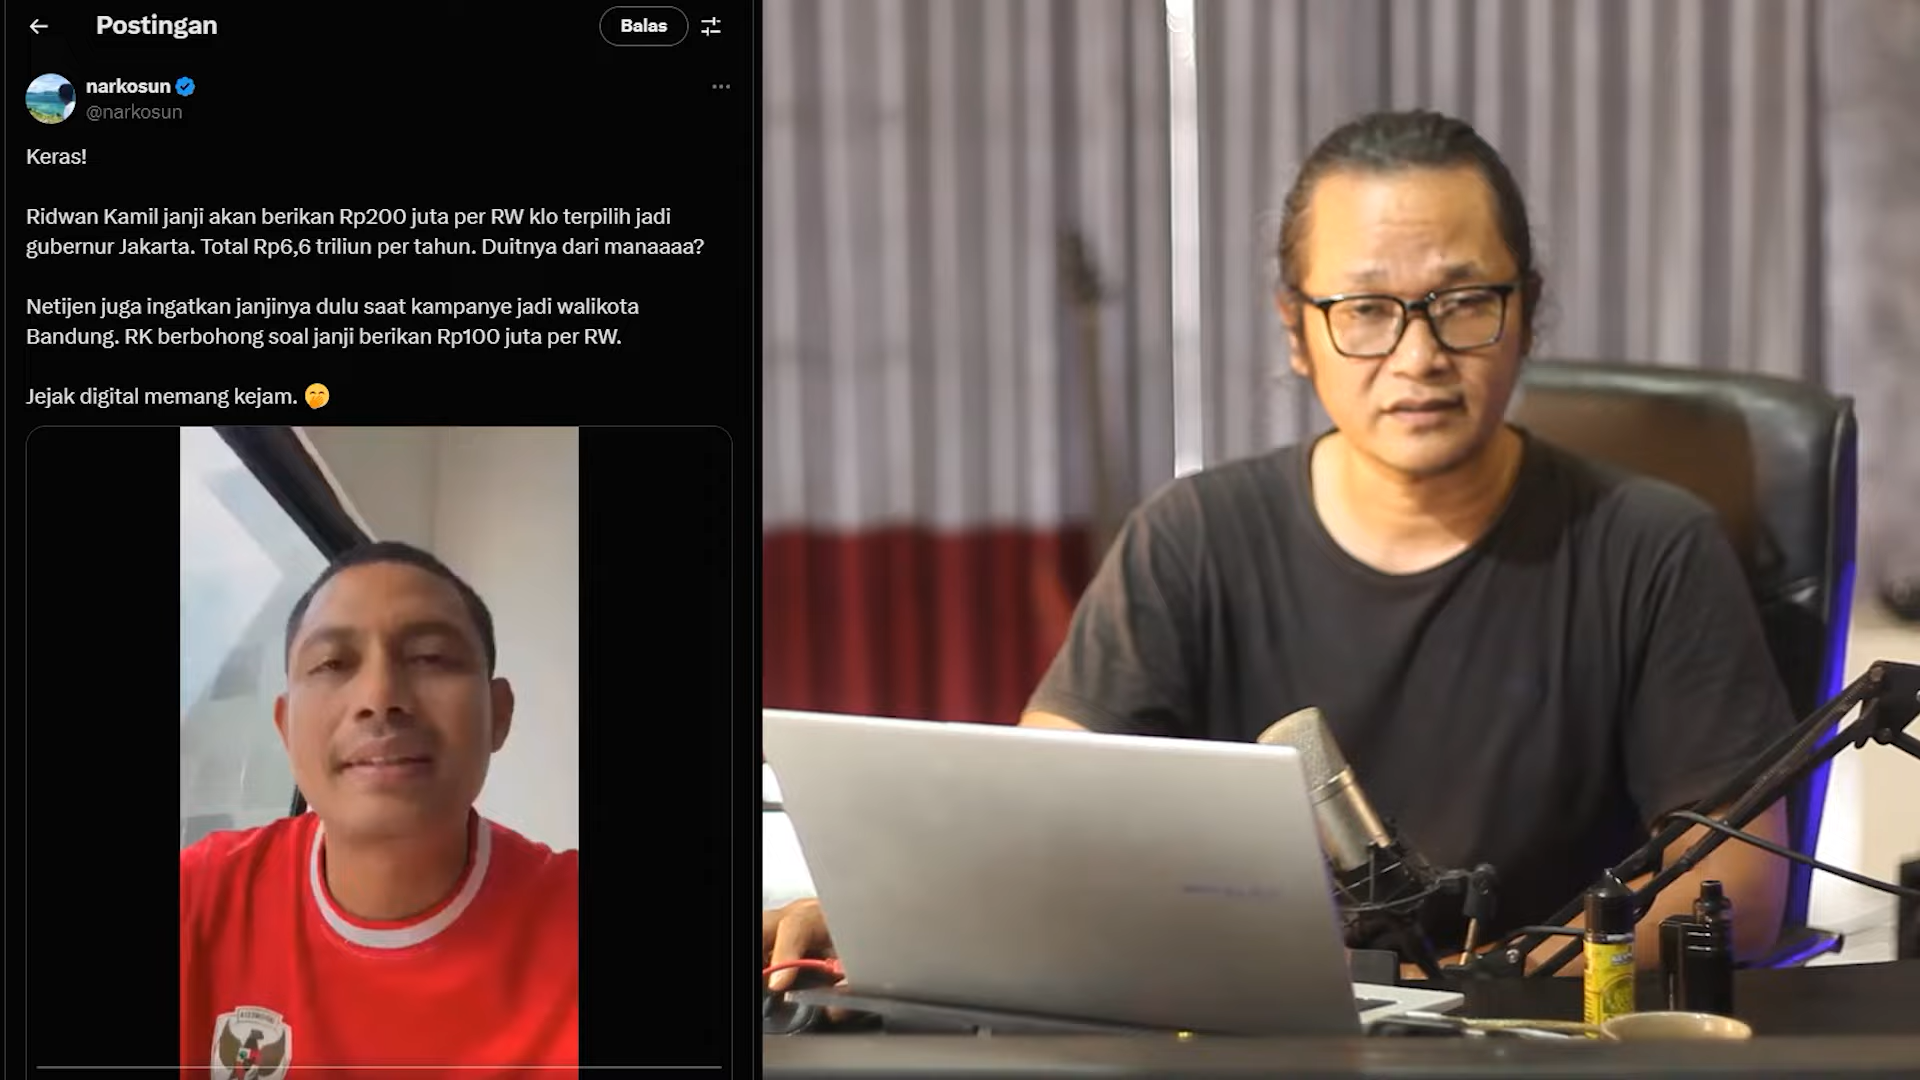 Postingan
Balas
narkosun
@narkosun
Keras!
Ridwan Kamil janji akan berikan Rp200 juta per RW klo terpilih jadi
gubernur Jakarta. Total Rp6,6 triliun per tahun. Duitnya dari manaaaa?
Netijen juga ingatkan janjinya dulu saat kampanye jadi walikota
Bandung. RK berbohong soal janji berikan Rp100 juta per RW.
Jejak digital memang kejam. 🤭